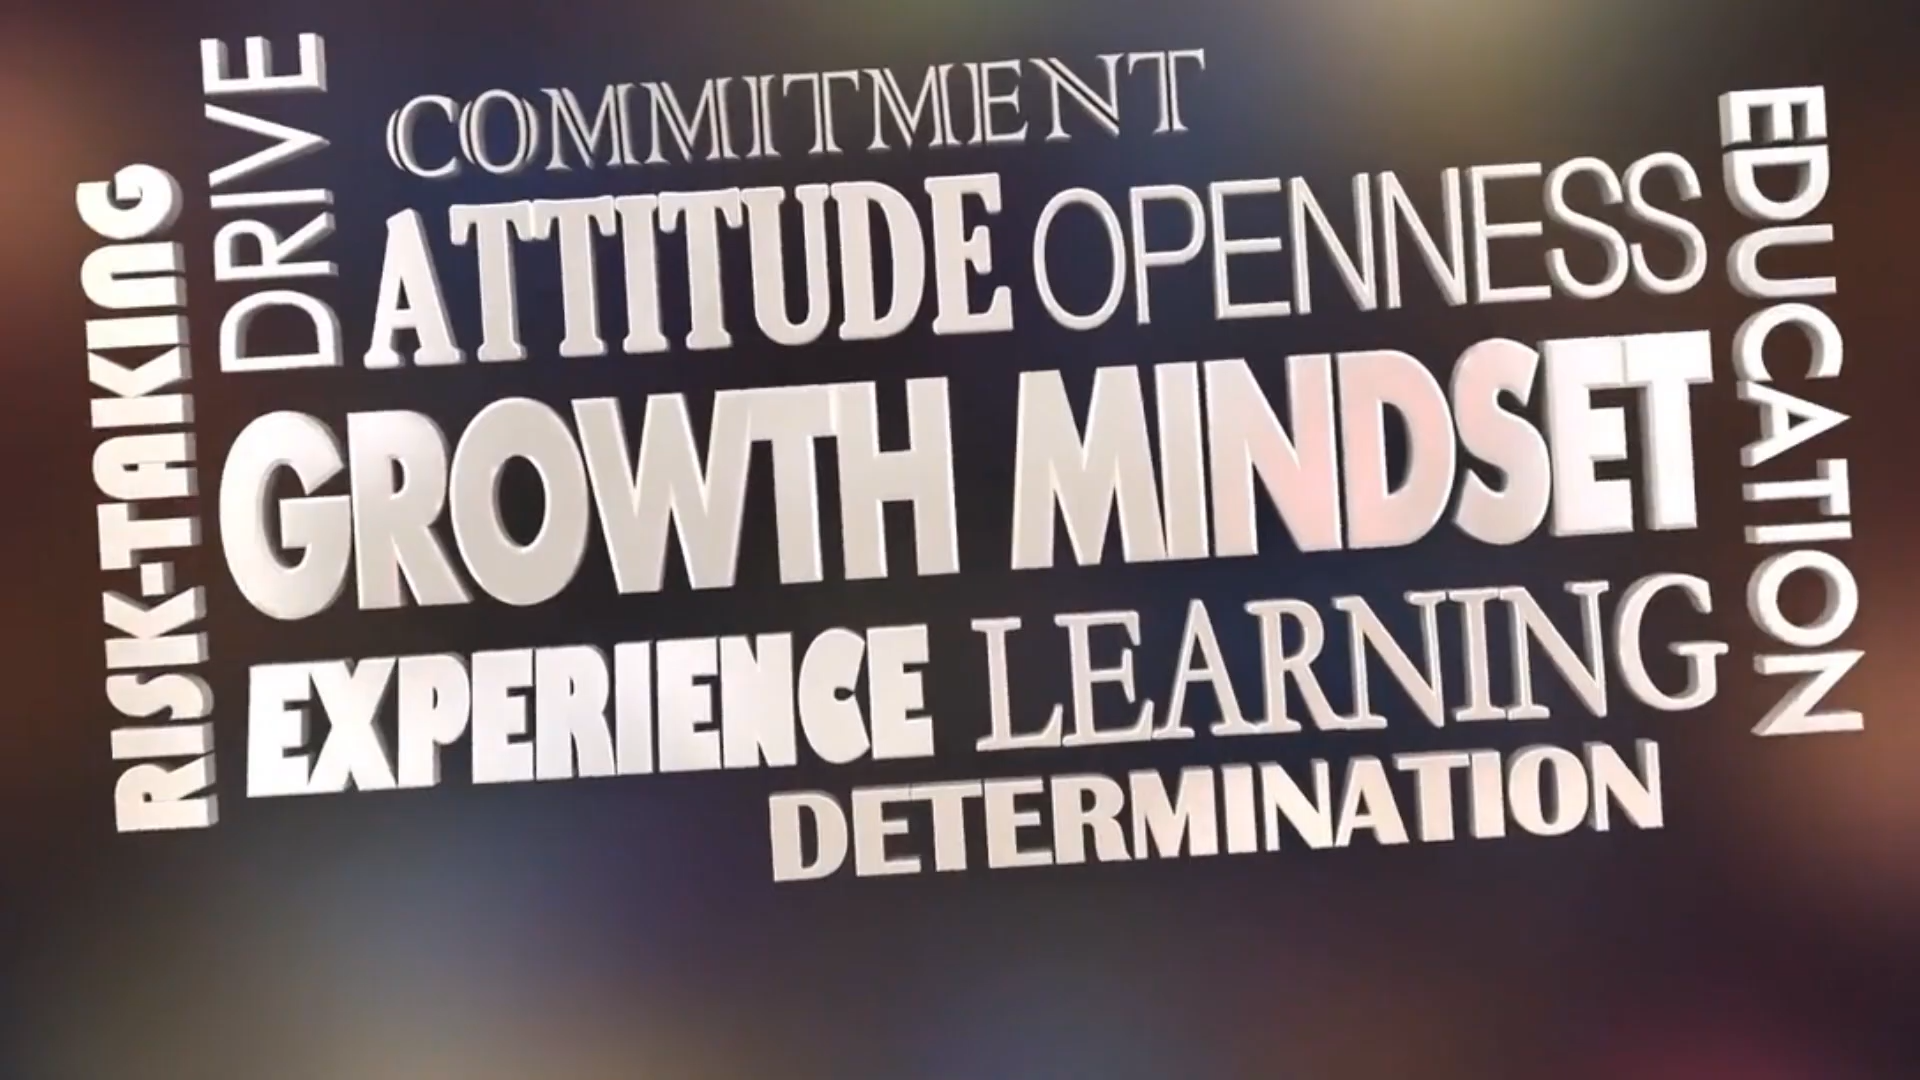 RISK-TAKING
DRIVE
COMMITMENT
ATTITUDE OPENNESS
GROWTH MINDSET
EXPERIENCE LEARNING
DETERMINATION
EDUCATION